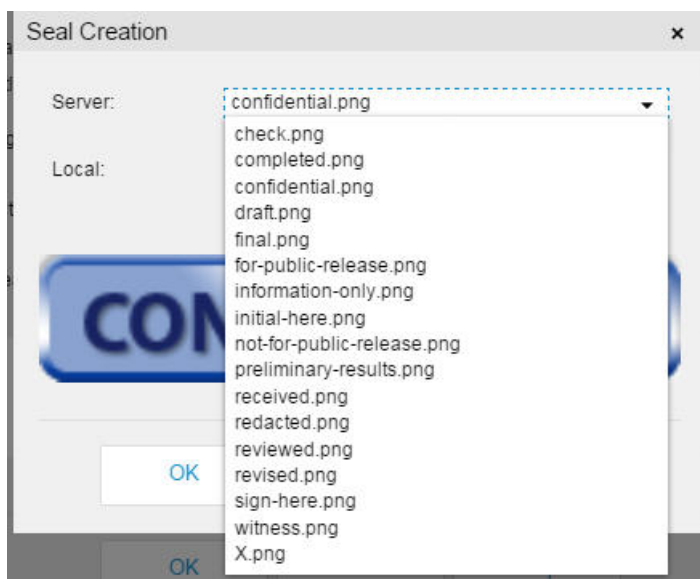 Seal Creation ×
Server: confidential.png
check.png
completed.png
Local:
confidential.png
draft.png
final.png
for-public-release.png
information-only.png
initial-here.png
not-for-public-release.png
preliminary-results.png
received.png
redacted.png
reviewed.png
revised.png
sign-here.png
witness.png
X.png
CON
OK
OK